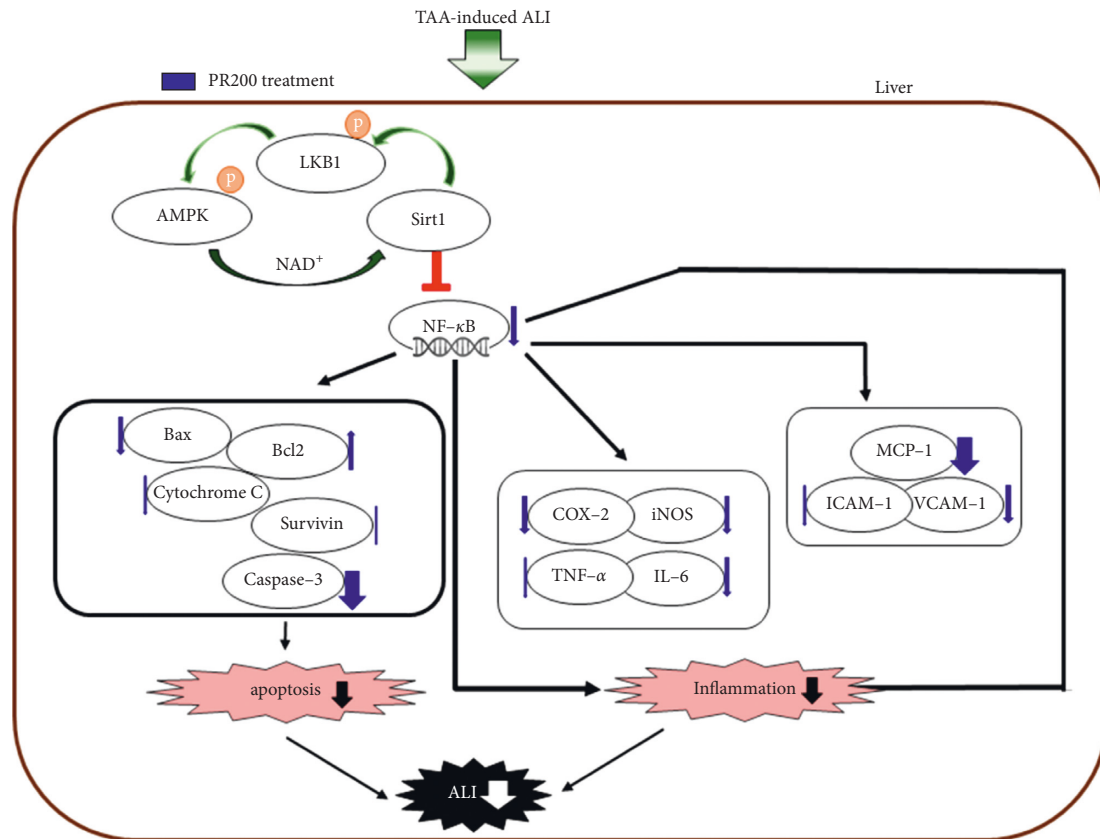 TAA-induced ALI
PR200 treatment
Liver
P
LKB1
P
AMPK
Sirt1
NAD⁺
NF–κB
Bax
Bcl2
Cytochrome C
Survivin
Caspase–3
COX–2
iNOS
TNF–α
IL–6
MCP–1
ICAM–1
VCAM–1
apoptosis
Inflammation
ALI